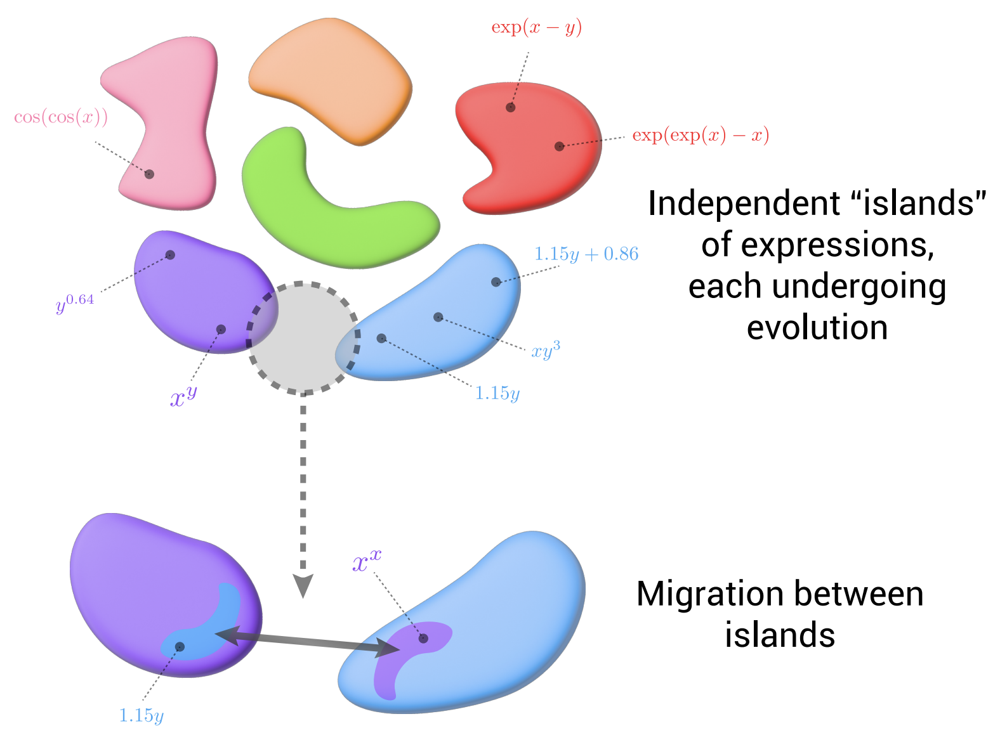 exp(x − y)
cos(cos(x))
exp(exp(x) − x)
Independent “islands”
of expressions,
each undergoing
evolution
1.15y + 0.86
y^0.64
xy^3
x^y
1.15y
x^x
Migration between
islands
1.15y